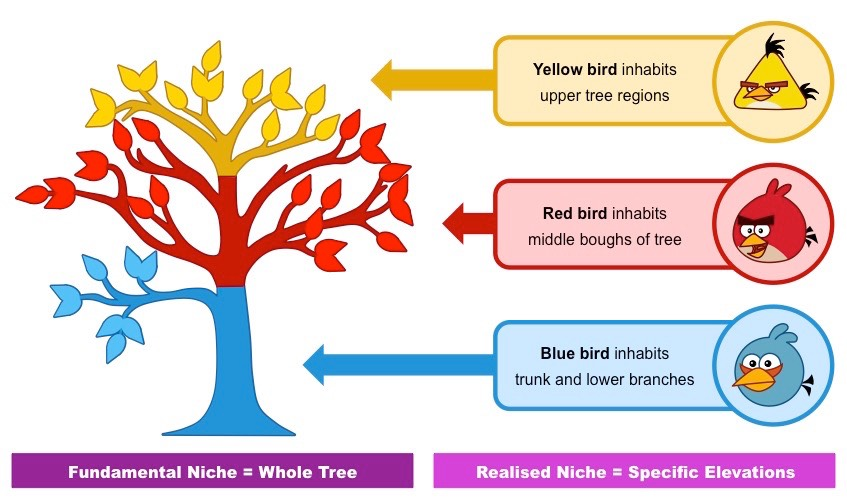 Yellow bird inhabits
upper tree regions
Red bird inhabits
middle boughs of tree
Blue bird inhabits
trunk and lower branches
Fundamental Niche = Whole Tree
Realised Niche = Specific Elevations